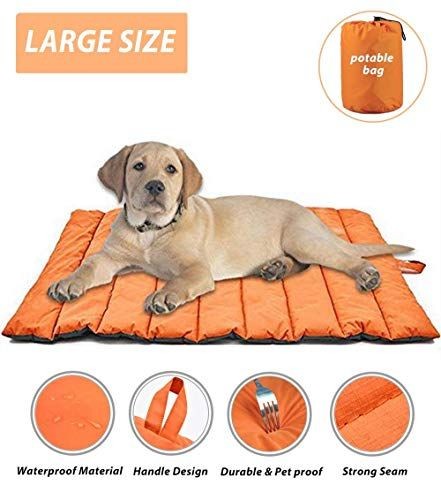 LARGE SIZE
potable
bag
Waterproof Material
Handle Design
Durable & Pet proof
Strong Seam